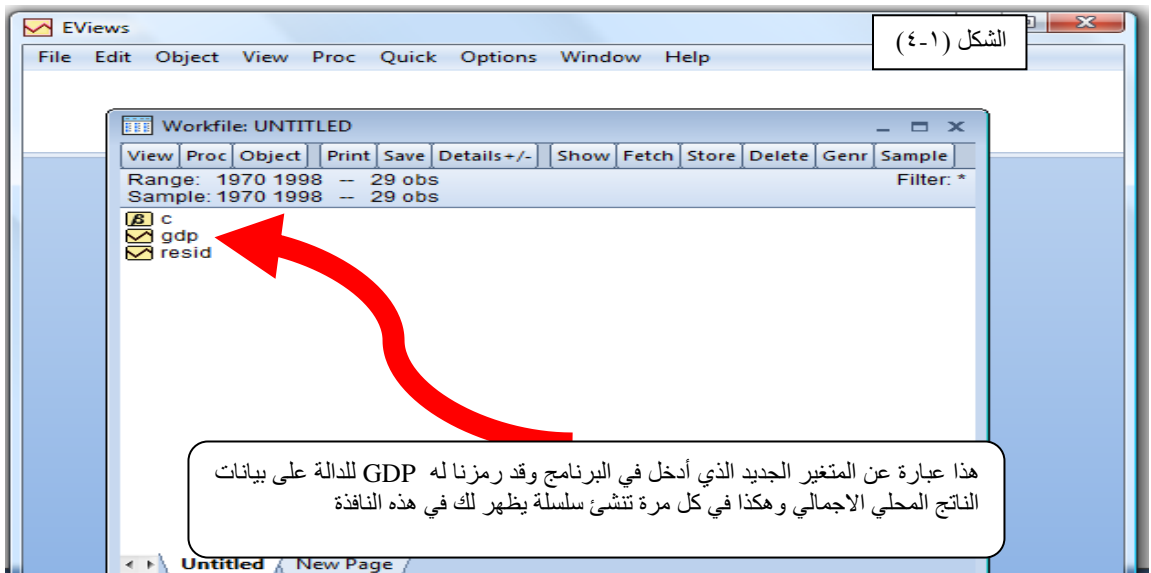 EViews
الشكل (١-٤)
File Edit Object View Proc Quick Options Window Help
Workfile: UNTITLED
View Proc Object Print Save Details+/- Show Fetch Store Delete Genr Sample
Range: 1970 1998 -- 29 obs Filter: *
Sample: 1970 1998 -- 29 obs
β c
gdp
resid
هذا عبارة عن المتغير الجديد الذي أدخل في البرنامج وقد رمزنا له GDP للدالة على بيانات
الناتج المحلي الاجمالي وهكذا في كل مرة تنشئ سلسلة يظهر لك في هذه النافذة
Untitled New Page